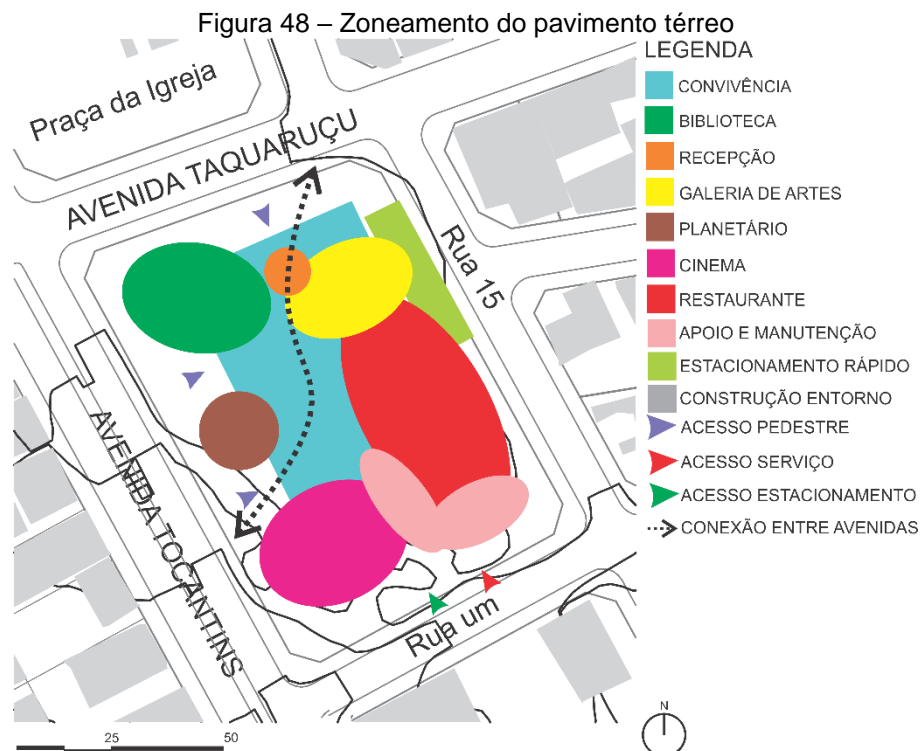 Figura 48 – Zoneamento do pavimento térreo
LEGENDA
CONVIVÊNCIA
BIBLIOTECA
RECEPÇÃO
GALERIA DE ARTES
PLANETÁRIO
CINEMA
RESTAURANTE
APOIO E MANUTENÇÃO
ESTACIONAMENTO RÁPIDO
CONSTRUÇÃO ENTORNO
ACESSO PEDESTRE
ACESSO SERVIÇO
ACESSO ESTACIONAMENTO
CONEXÃO ENTRE AVENIDAS
Praça da Igreja
AVENIDA TAQUARUÇU
Rua 15
AVENIDA TOCANTINS
Rua um
N
25
50